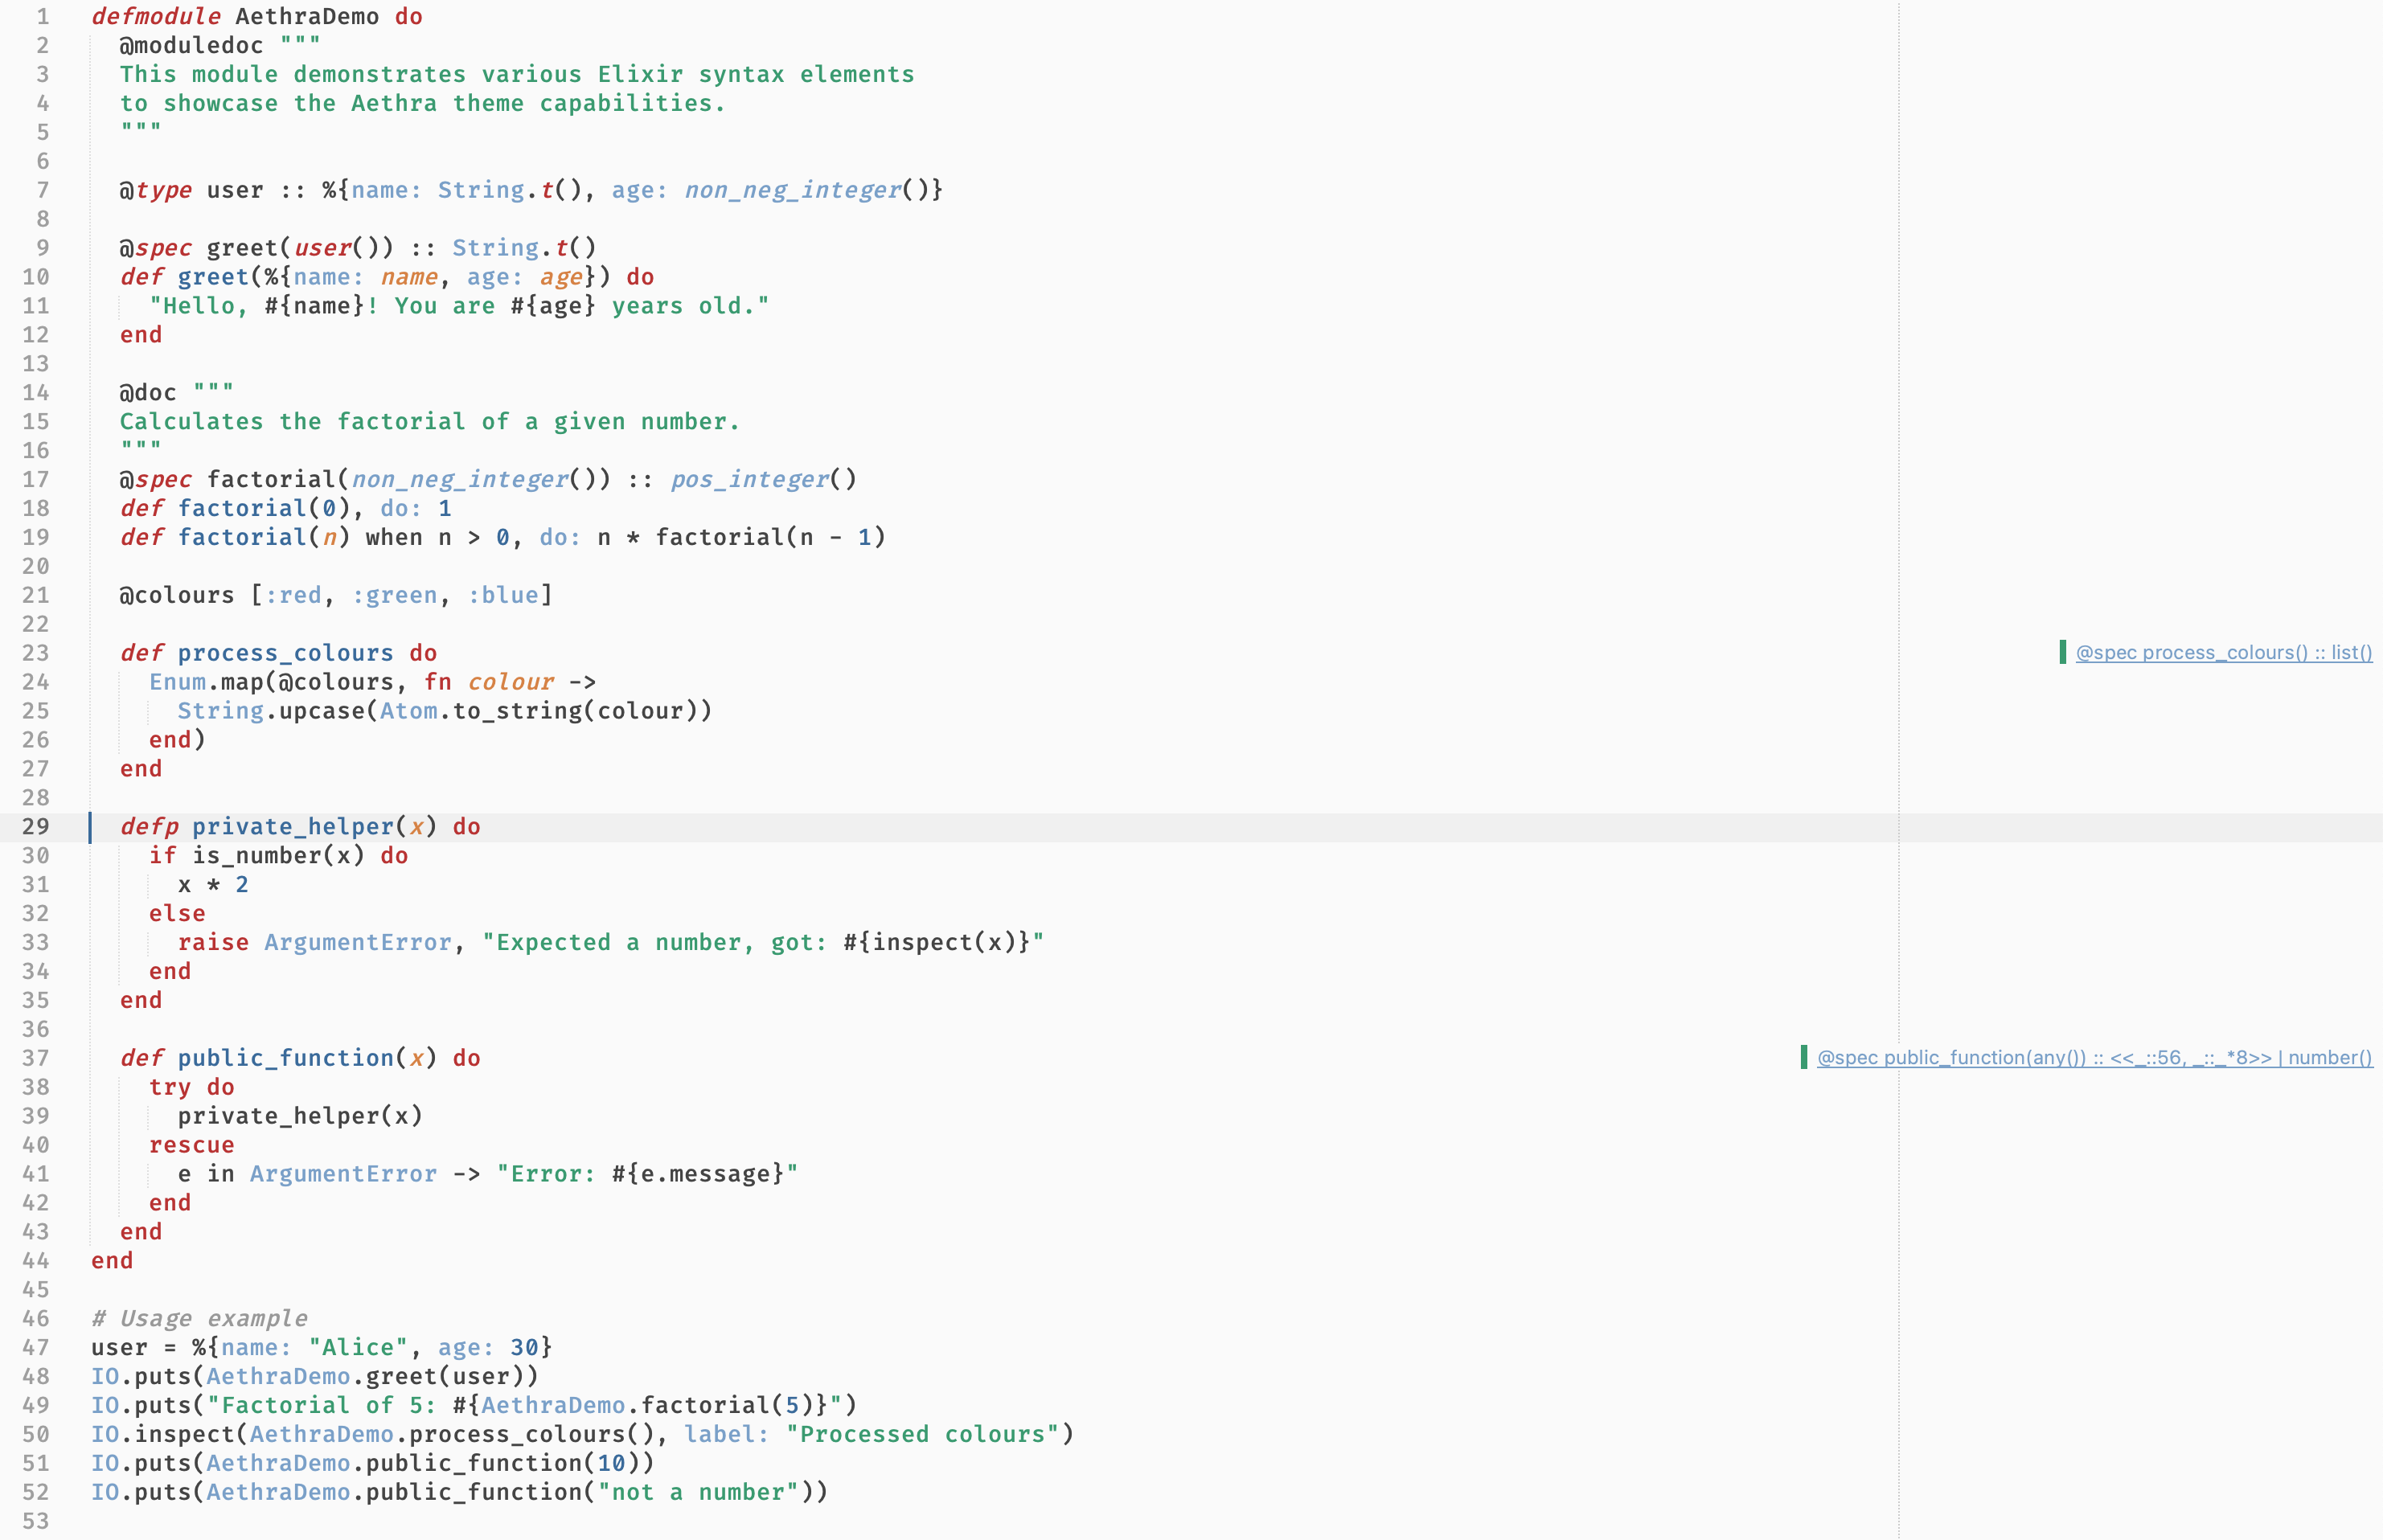 1 defmodule AethraDemo do
2   @moduledoc """
3   This module demonstrates various Elixir syntax elements
4   to showcase the Aethra theme capabilities.
5   """
6
7   @type user :: %{name: String.t(), age: non_neg_integer()}
8
9   @spec greet(user()) :: String.t()
10   def greet(%{name: name, age: age}) do
11     "Hello, #{name}! You are #{age} years old."
12   end
13
14   @doc """
15   Calculates the factorial of a given number.
16   """
17   @spec factorial(non_neg_integer()) :: pos_integer()
18   def factorial(0), do: 1
19   def factorial(n) when n > 0, do: n * factorial(n - 1)
20
21   @colours [:red, :green, :blue]
22
23   def process_colours do @spec process_colours() :: list()
24     Enum.map(@colours, fn colour ->
25       String.upcase(Atom.to_string(colour))
26     end)
27   end
28
29   defp private_helper(x) do
30     if is_number(x) do
31       x * 2
32     else
33       raise ArgumentError, "Expected a number, got: #{inspect(x)}"
34     end
35   end
36
37   def public_function(x) do @spec public_function(any()) :: <<_::56, _::_*8>> | number()
38     try do
39       private_helper(x)
40     rescue
41       e in ArgumentError -> "Error: #{e.message}"
42     end
43   end
44 end
45
46 # Usage example
47 user = %{name: "Alice", age: 30}
48 IO.puts(AethraDemo.greet(user))
49 IO.puts("Factorial of 5: #{AethraDemo.factorial(5)}")
50 IO.inspect(AethraDemo.process_colours(), label: "Processed colours")
51 IO.puts(AethraDemo.public_function(10))
52 IO.puts(AethraDemo.public_function("not a number"))
53